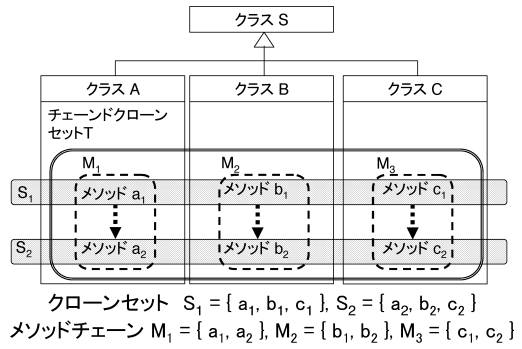 クラス S
クラス A クラス B クラス C
チェーンドクローン
セットT
M₁ M₂ M₃
S₁ メソッド a₁ メソッド b₁ メソッド c₁
S₂ メソッド a₂ メソッド b₂ メソッド c₂
クローンセット S₁ = { a₁, b₁, c₁ }, S₂ = { a₂, b₂, c₂ }
メソッドチェーン M₁ = { a₁, a₂ }, M₂ = { b₁, b₂ }, M₃ = { c₁, c₂ }